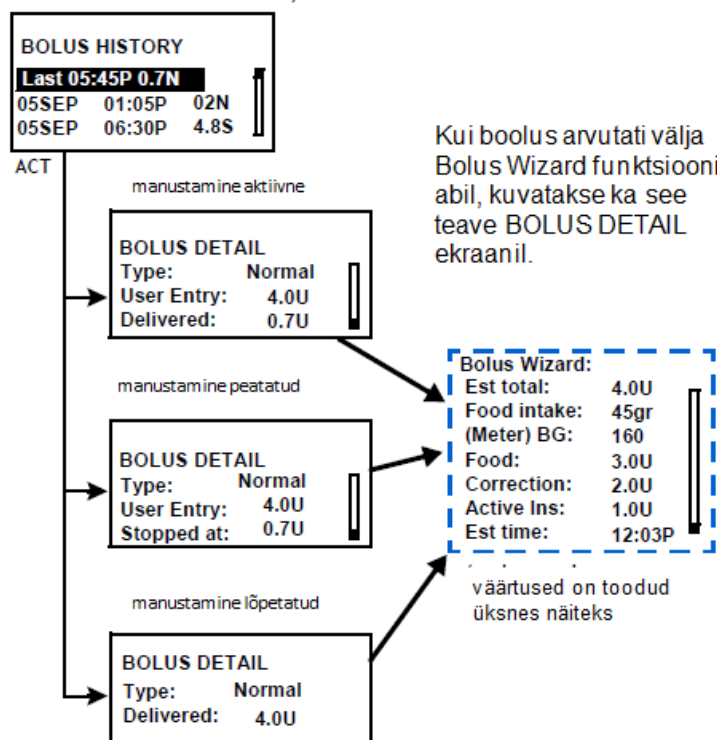 BOLUS HISTORY
Last 05:45P 0.7N
05SEP 01:05P 02N
05SEP 06:30P 4.8S
ACT
Kui boolus arvutati välja
Bolus Wizard funktsiooni
abil, kuvatakse ka see
teave BOLUS DETAIL
ekraanil.
manustamine aktiivne
BOLUS DETAIL
Type: Normal
User Entry: 4.0U
Delivered: 0.7U
manustamine peatatud
BOLUS DETAIL
Type: Normal
User Entry: 4.0U
Stopped at: 0.7U
Bolus Wizard:
Est total: 4.0U
Food intake: 45gr
(Meter) BG: 160
Food: 3.0U
Correction: 2.0U
Active Ins: 1.0U
Est time: 12:03P
väärtused on toodud
üksnes näiteks
manustamine lõpetatud
BOLUS DETAIL
Type: Normal
Delivered: 4.0U